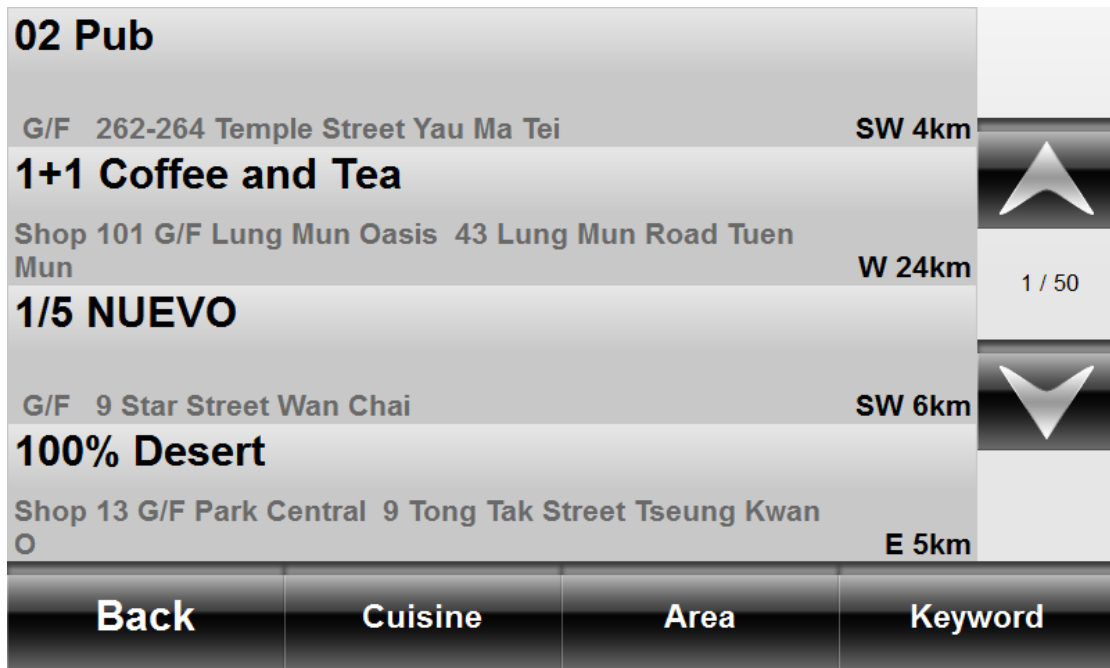 02 Pub
G/F 262-264 Temple Street Yau Ma Tei
SW 4km
1+1 Coffee and Tea
Shop 101 G/F Lung Mun Oasis 43 Lung Mun Road Tuen
Mun
W 24km
1 / 50
1/5 NUEVO
G/F 9 Star Street Wan Chai
SW 6km
100% Desert
Shop 13 G/F Park Central 9 Tong Tak Street Tseung Kwan
O
E 5km
Back
Cuisine
Area
Keyword